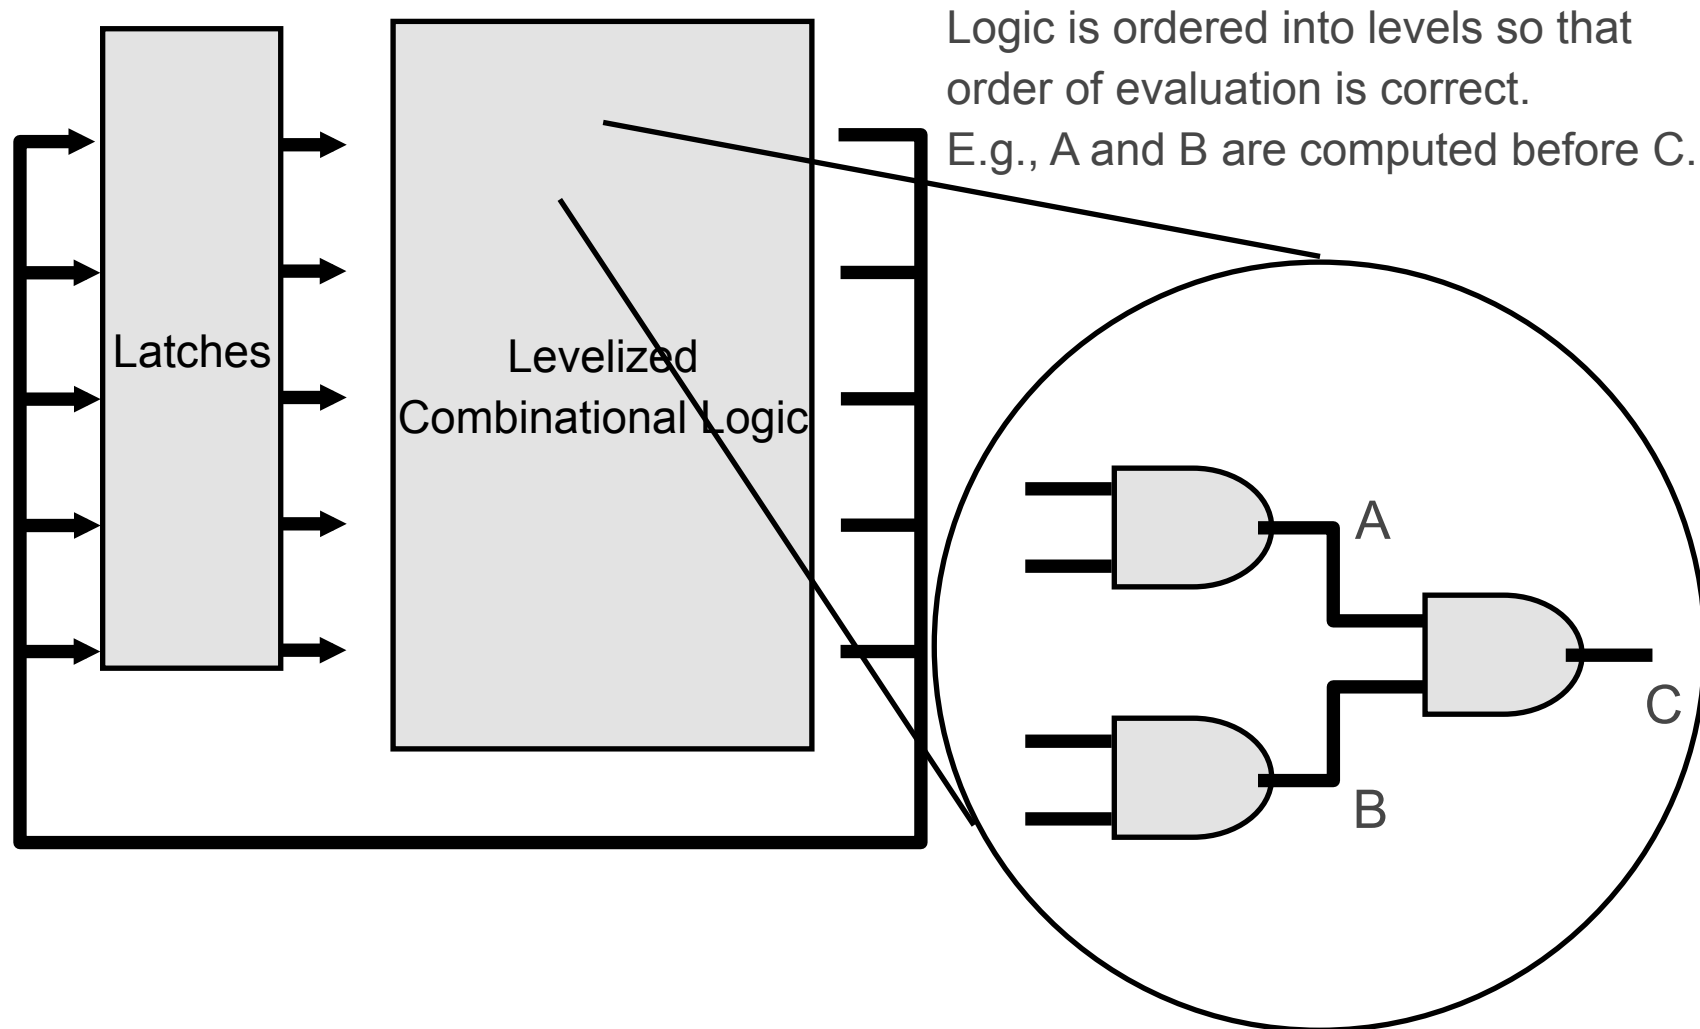 Logic is ordered into levels so that
order of evaluation is correct.
E.g., A and B are computed before C.
Latches
Levelized
Combinational Logic
A
B
C